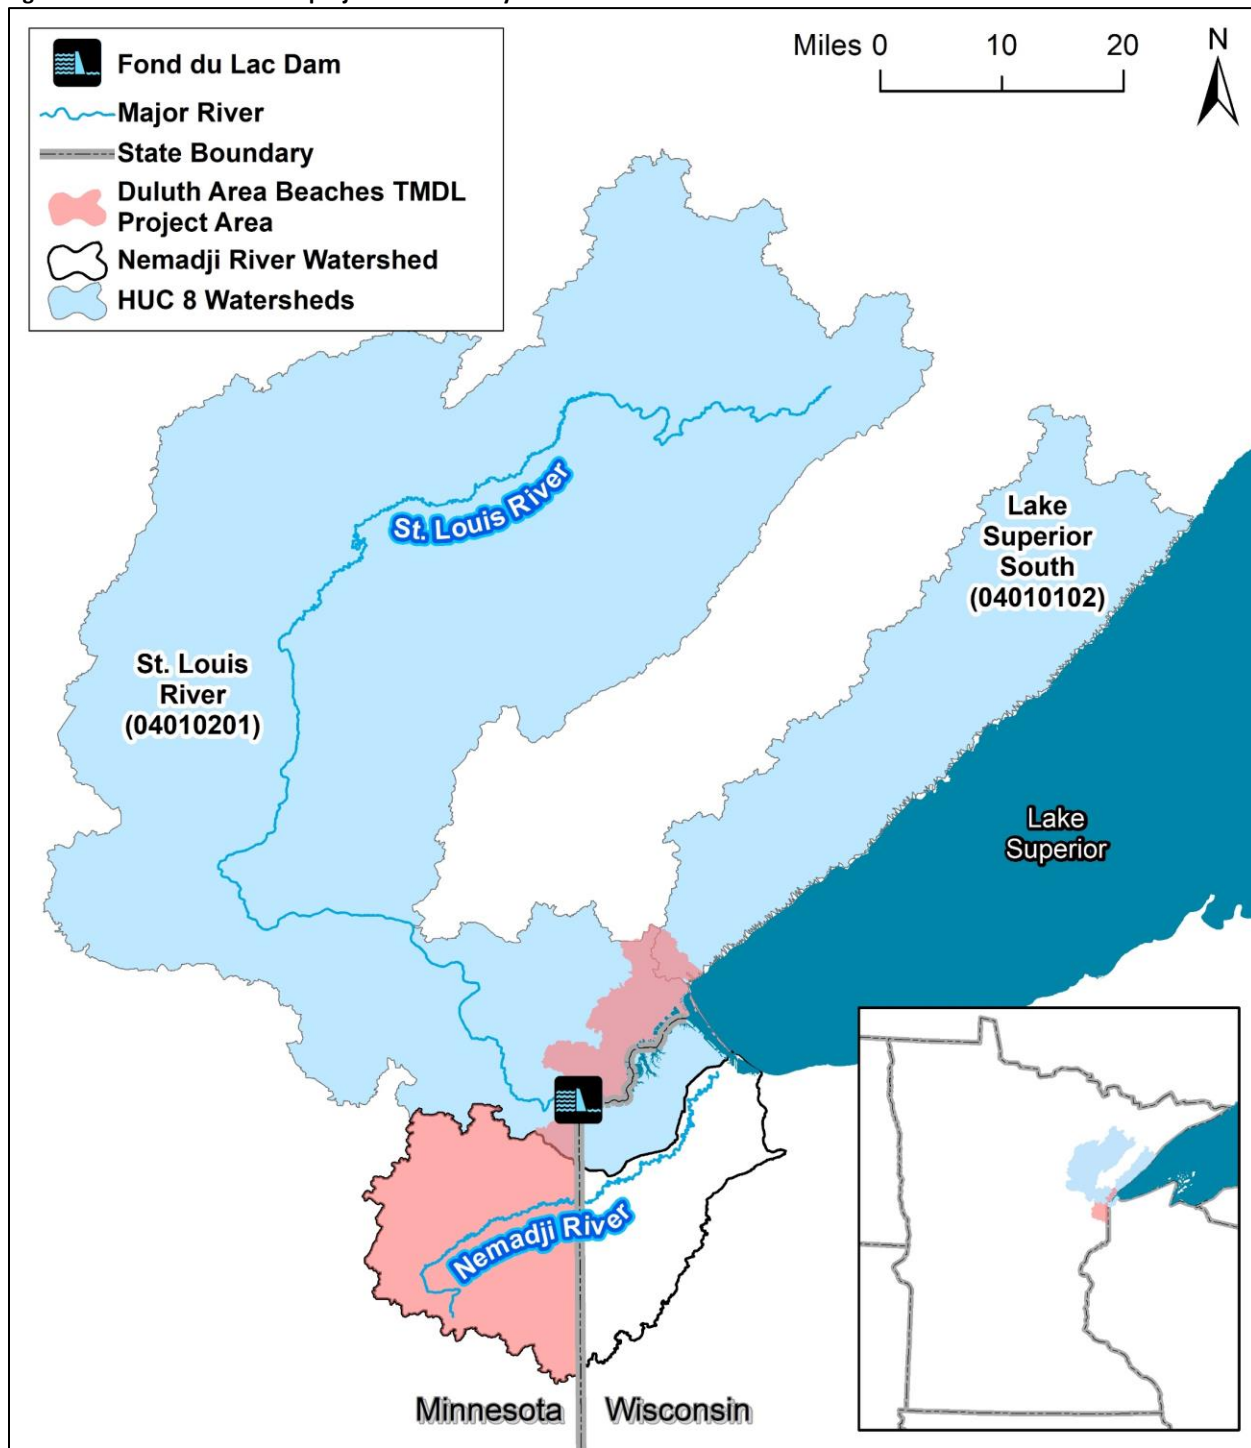 Fond du Lac Dam
Major River
State Boundary
Duluth Area Beaches TMDL
Project Area
Nemadji River Watershed
HUC 8 Watersheds
Miles 0 10 20
N
St. Louis River
Lake
Superior
South
(04010102)
St. Louis
River
(04010201)
Lake
Superior
Nemadji River
Minnesota Wisconsin